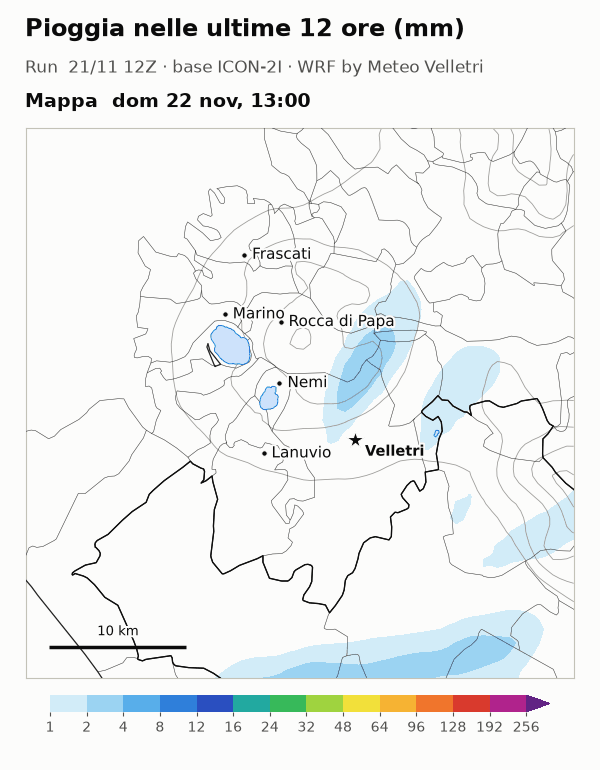 Pioggia nelle ultime 12 ore (mm)
Run  21/11 12Z · base ICON-2I · WRF by Meteo Velletri
Mappa  dom 22 nov, 13:00
Frascati
Marino
Rocca di Papa
Nemi
Velletri
Lanuvio
10 km
1 2 4 8 12 16 24 32 48 64 96 128 192 256